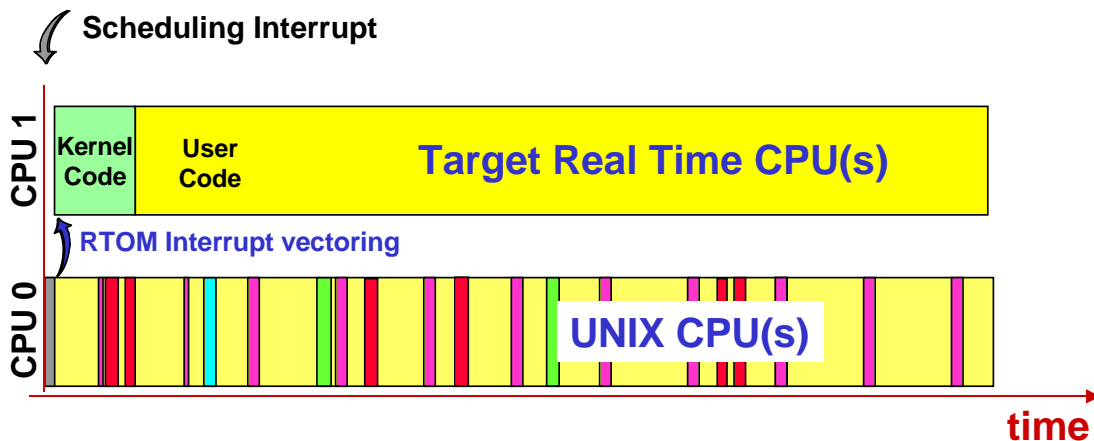 Scheduling Interrupt
CPU 1
Kernel
Code
User
Code
Target Real Time CPU(s)
RTOM Interrupt vectoring
CPU 0
UNIX CPU(s)
time